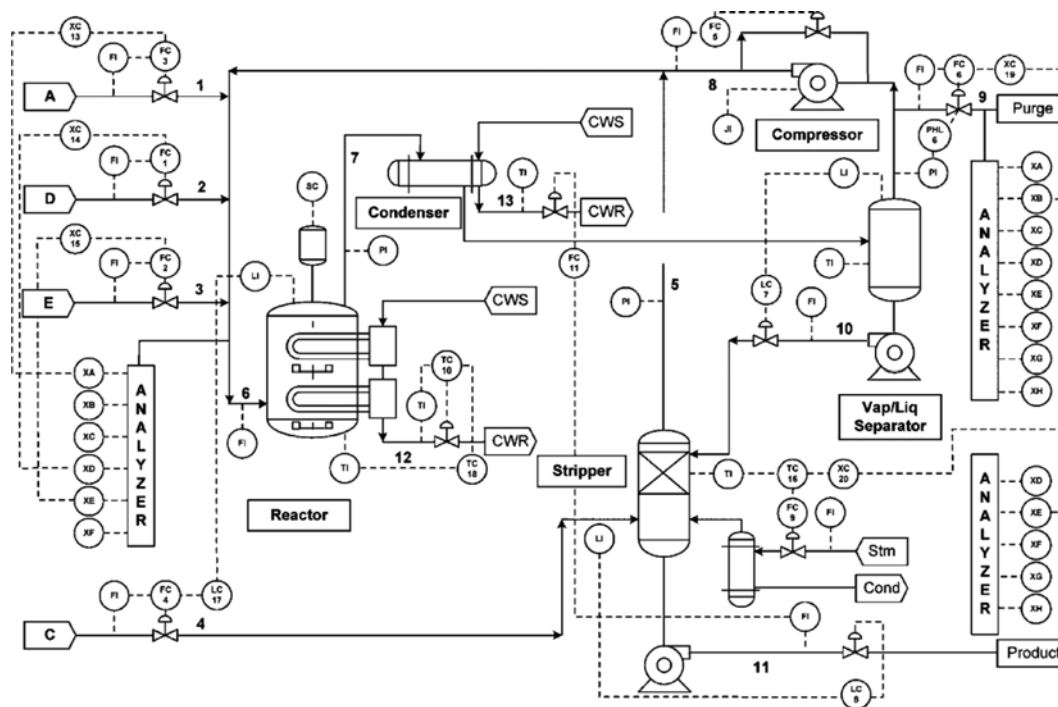 XC
13
FI
FC
3
A
1
XC
14
FI
FC
1
D
2
XC
15
FI
FC
2
E
3
LI
SC
7
PI
CWS
Condenser
TI
13
CWR
FC
11
FI
FC
5
8
JI
Compressor
FI
FC
6
XC
19
9
Purge
PHL
6
PI
LI
TI
LC
7
FI
10
Vap/Liq
Separator
PI
5
CWS
TC
10
TI
CWR
12
TI
TC
18
6
FI
Reactor
XA
XB
XC
XD
XE
XF
ANALYZER
XA
XB
XC
XD
XE
XF
XG
XH
ANALYZER
Stripper
TI
TC
16
XC
20
FC
9
FI
Stm
Cond
LI
FI
FI
FC
4
LC
17
C
4
11
LC
8
Product
XD
XE
XF
XG
XH
ANALYZER